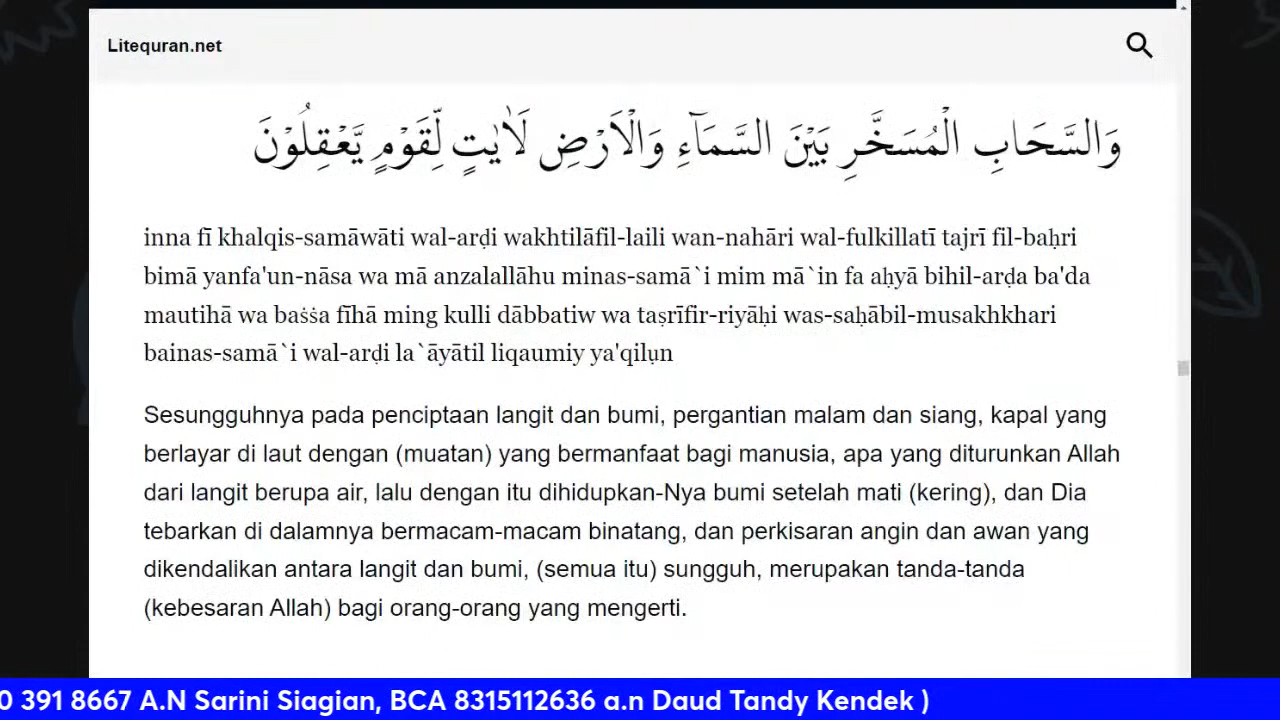 Litequran.net
وَالسَّحَابِ الْمُسَخَّرِ بَيْنَ السَّمَاۤءِ وَالْاَرْضِ لَاٰيٰتٍ لِّقَوْمٍ يَّعْقِلُوْنَ
inna fī khalqis-samāwāti wal-arḍi wakhtilāfil-laili wan-nahāri wal-fulkillatī tajrī fil-baḥri
bimā yanfa'un-nāsa wa mā anzalallāhu minas-samā`i mim mā`in fa aḥyā bihil-arḍa ba'da
mautihā wa baṡṡa fīhā ming kulli dābbatiw wa taṣrīfir-riyāḥi was-saḥābil-musakhkhari
bainas-samā`i wal-arḍi la`āyātil liqaumiy ya'qilụn
Sesungguhnya pada penciptaan langit dan bumi, pergantian malam dan siang, kapal yang
berlayar di laut dengan (muatan) yang bermanfaat bagi manusia, apa yang diturunkan Allah
dari langit berupa air, lalu dengan itu dihidupkan-Nya bumi setelah mati (kering), dan Dia
tebarkan di dalamnya bermacam-macam binatang, dan perkisaran angin dan awan yang
dikendalikan antara langit dan bumi, (semua itu) sungguh, merupakan tanda-tanda
(kebesaran Allah) bagi orang-orang yang mengerti.
0 391 8667 A.N Sarini Siagian, BCA 8315112636 a.n Daud Tandy Kendek )